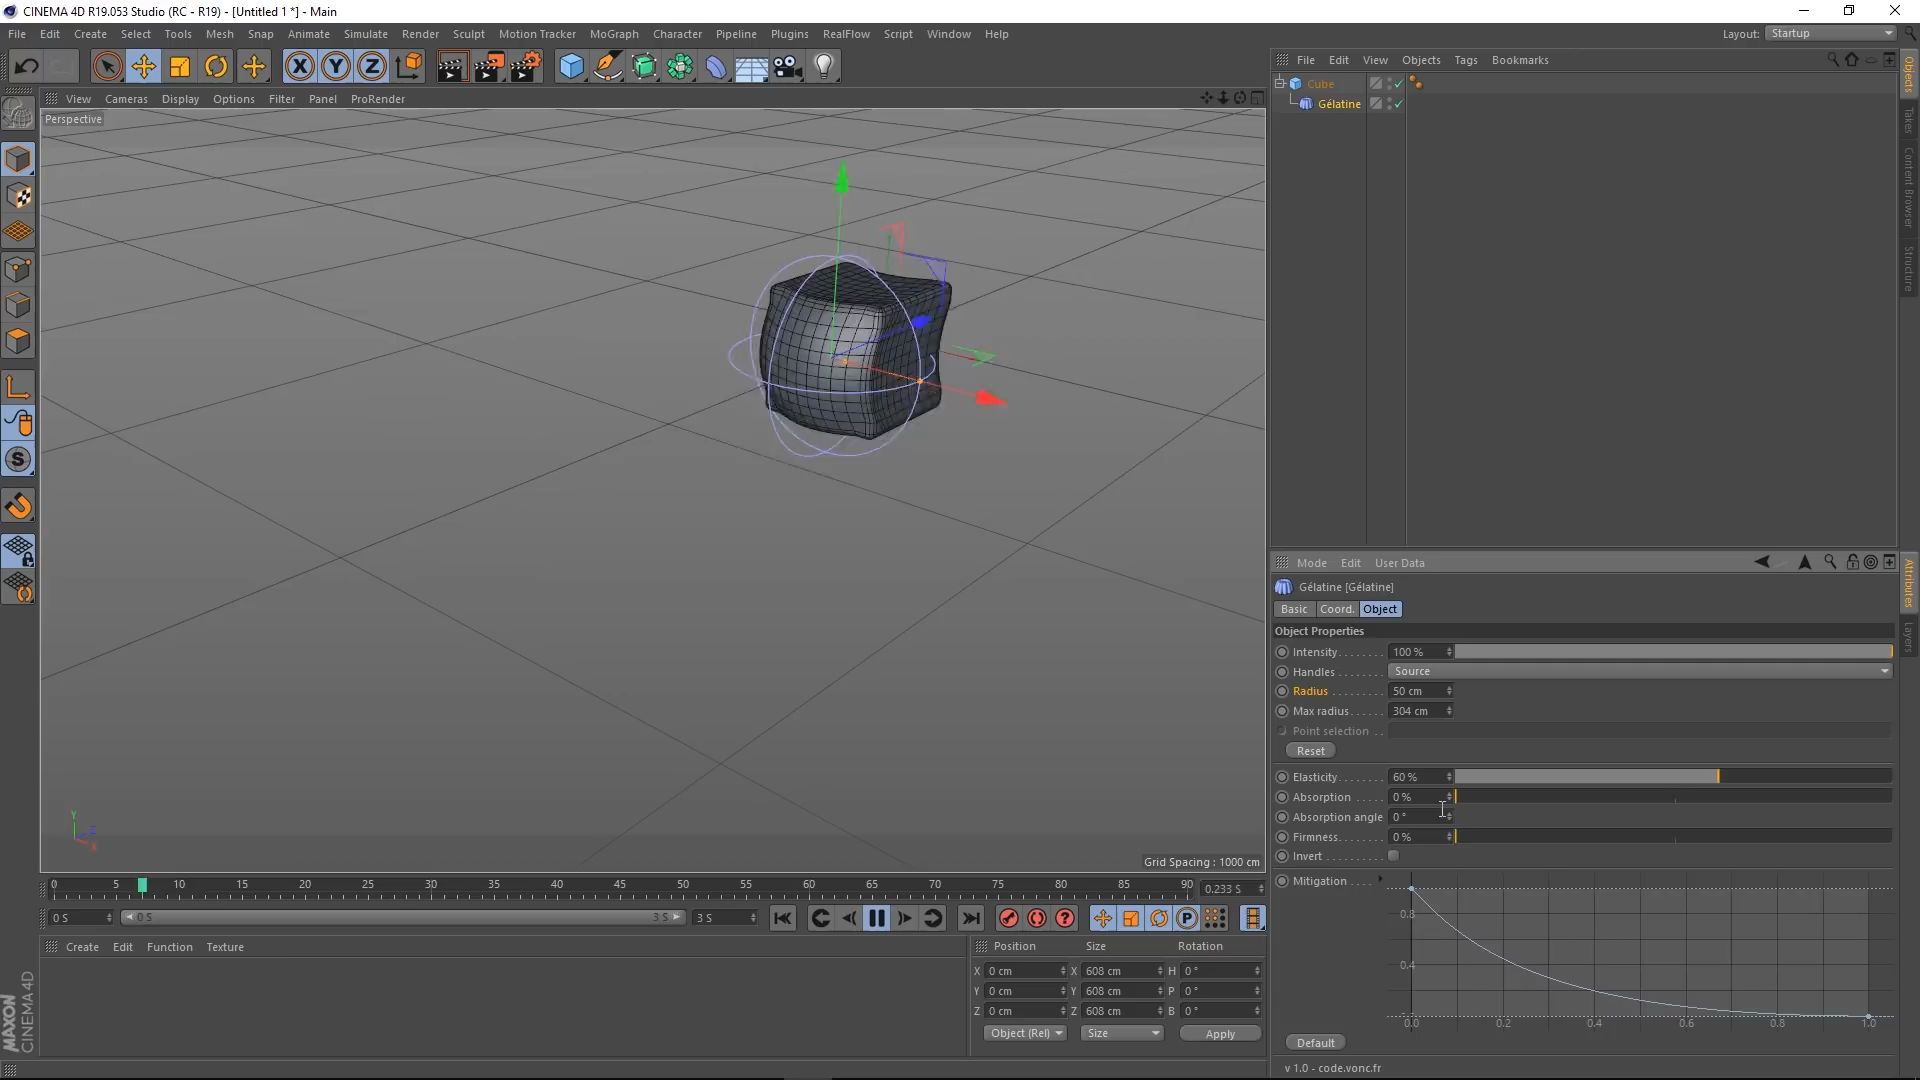 CINEMA 4D R19.053 Studio (RC - R19) - [Untitled 1 *] - Main
File Edit Create Select Tools Mesh Snap Animate Simulate Render Sculpt Motion Tracker MoGraph Character Pipeline Plugins RealFlow Script Window Help
Layout: Startup
X Y Z
File Edit View Objects Tags Bookmarks
Cube
Gélatine
View Cameras Display Options Filter Panel ProRender
Perspective
Grid Spacing : 1000 cm
Y
Z
X
S
0 5 10 15 20 25 30 35 40 45 50 55 60 65 70 75 80 85 90 0.233 S
0 S 0 S 3 S 3 S
P
Create Edit Function Texture
Position Size Rotation
X 0 cm X 608 cm H 0 °
Y 0 cm Y 608 cm P 0 °
Z 0 cm Z 608 cm B 0 °
Object (Rel) Size Apply
MAXON
CINEMA 4D
Objects
Takes
Content Browser
Structure
Attributes
Layers
Mode Edit User Data
Gélatine [Gélatine]
Basic Coord. Object
Object Properties
Intensity. . . . . . . . 100 %
Handles . . . . . . . . Source
Radius . . . . . . . . . 50 cm
Max radius. . . . . . 304 cm
Point selection . .
Reset
Elasticity. . . . . . . . 60 %
Absorption . . . . . 0 %
Absorption angle 0 °
Firmness. . . . . . . . 0 %
Invert . . . . . . . . . .
Mitigation . . . .
0.8
0.4
0.0 0.2 0.4 0.6 0.8 1.0
Default
v 1.0 - code.vonc.fr